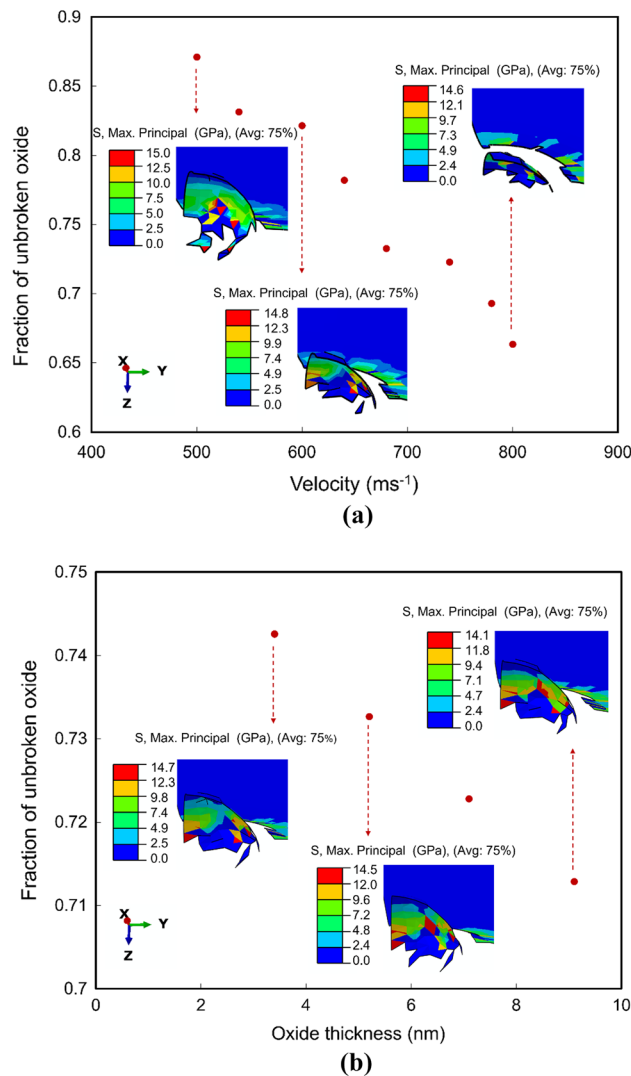 0.9
0.85
0.8
0.75
0.7
0.65
0.6
Fraction of unbroken oxide
S, Max. Principal (GPa), (Avg: 75%)
14.6
12.1
9.7
7.3
4.9
2.4
0.0
S, Max. Principal (GPa), (Avg: 75%)
15.0
12.5
10.0
7.5
5.0
2.5
0.0
S, Max. Principal (GPa), (Avg: 75%)
14.8
12.3
9.9
7.4
4.9
2.5
0.0
X
Y
Z
400 500 600 700 800 900
Velocity (ms-1)
(a)
0.75
0.74
0.73
0.72
0.71
0.7
Fraction of unbroken oxide
S, Max. Principal (GPa), (Avg: 75%)
14.1
11.8
9.4
7.1
4.7
2.4
0.0
S, Max. Principal (GPa), (Avg: 75%)
14.7
12.3
9.8
7.4
4.9
2.5
0.0
S, Max. Principal (GPa), (Avg: 75%)
14.5
12.0
9.6
7.2
4.8
2.4
0.0
X
Y
Z
0 2 4 6 8 10
Oxide thickness (nm)
(b)